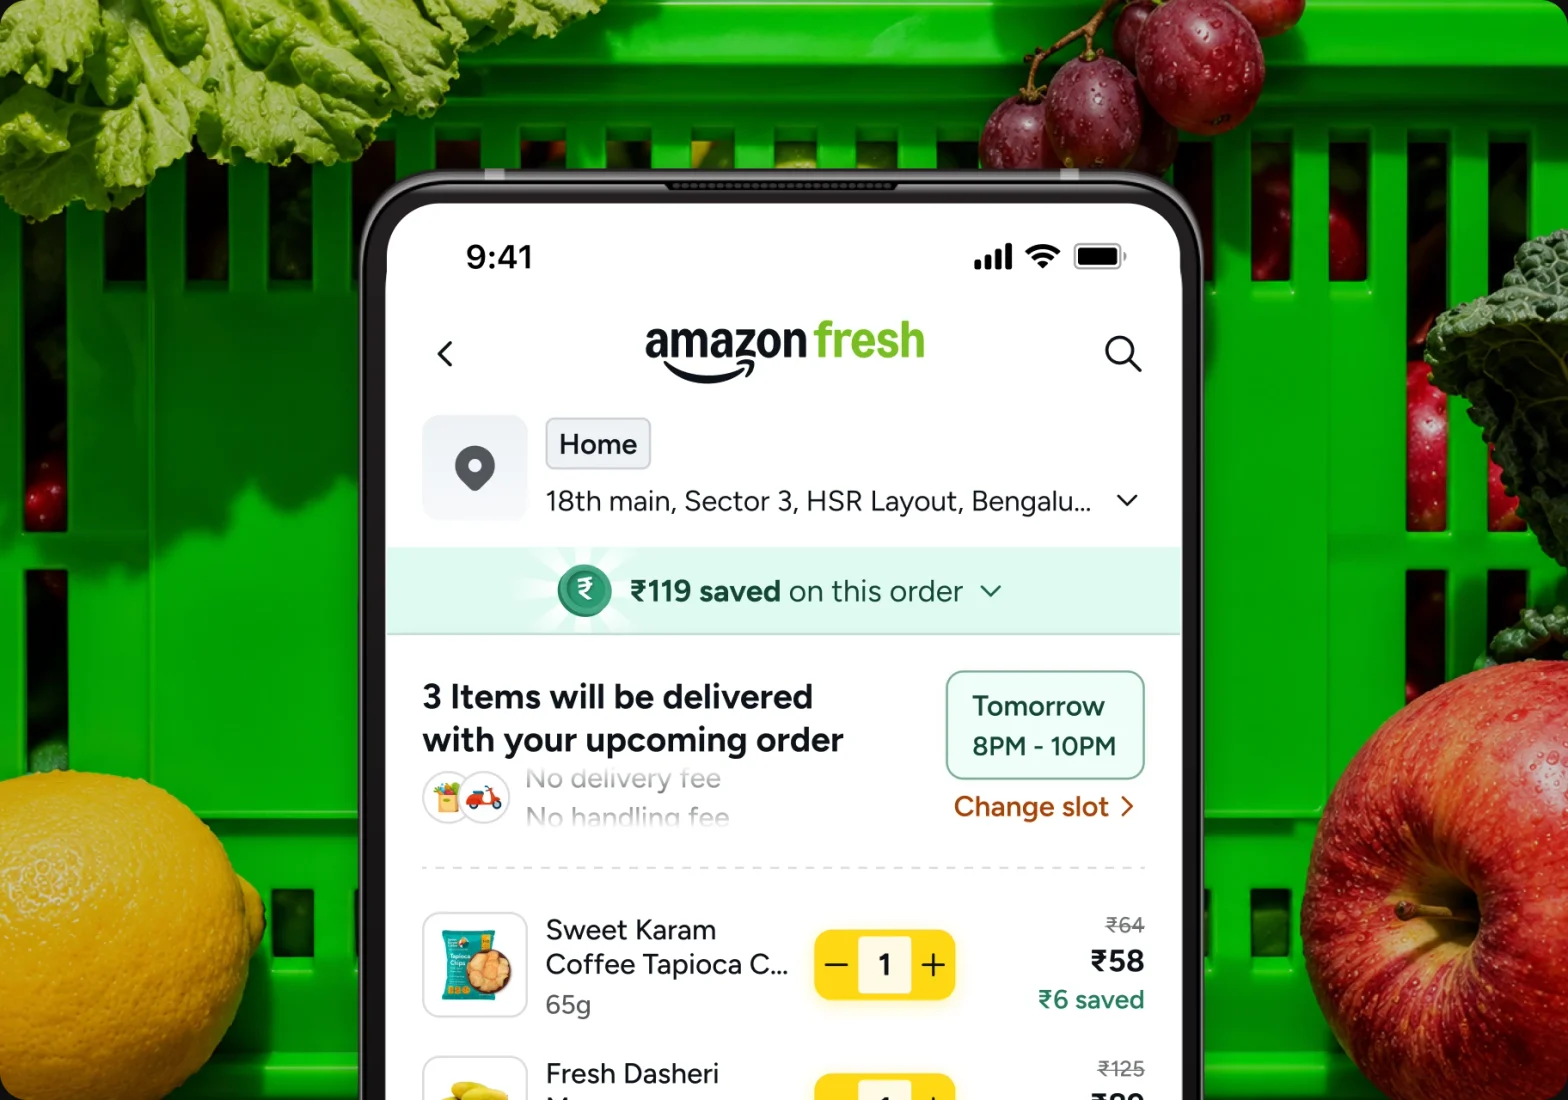 9:41
amazon fresh
Home
18th main, Sector 3, HSR Layout, Bengalu...
₹119 saved on this order
3 Items will be delivered
with your upcoming order
Tomorrow
8PM - 10PM
No delivery fee
No handling fee
Change slot
Sweet Karam
Coffee Tapioca C...
65g
1
₹64
₹58
₹6 saved
Fresh Dasheri
₹125